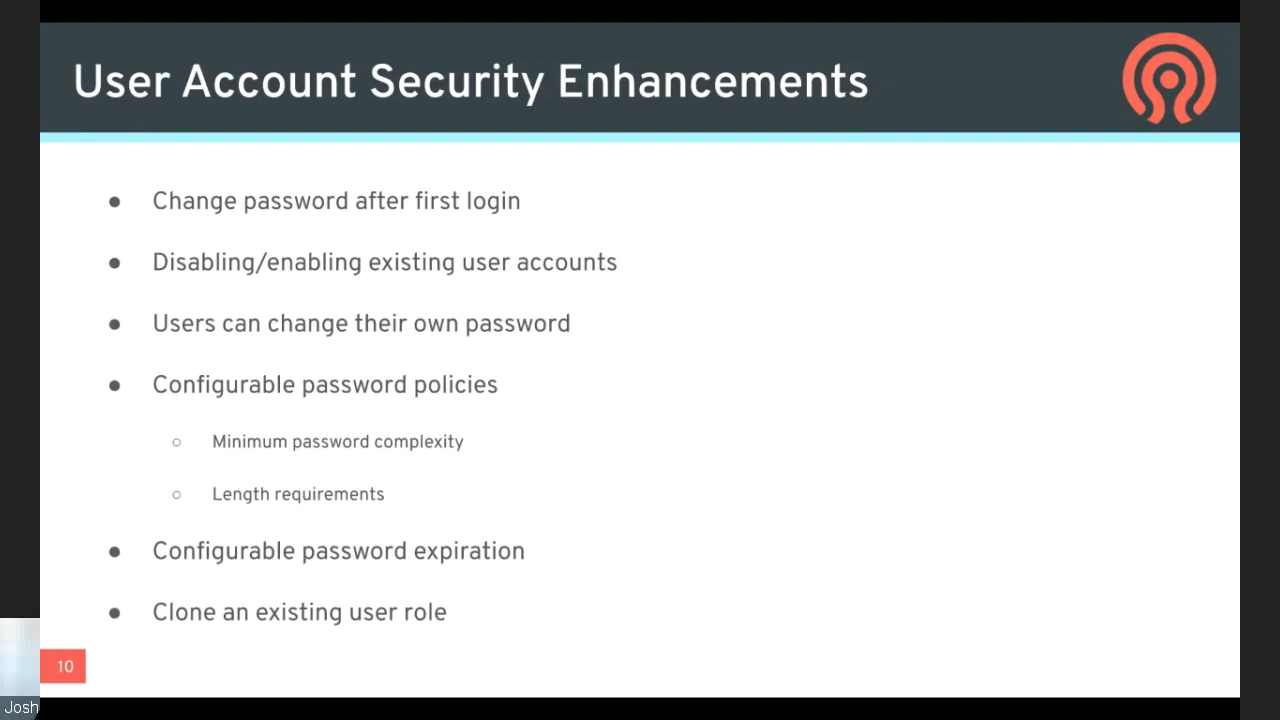 User Account Security Enhancements
● Change password after first login
● Disabling/enabling existing user accounts
● Users can change their own password
● Configurable password policies
○ Minimum password complexity
○ Length requirements
● Configurable password expiration
● Clone an existing user role
10
Josh